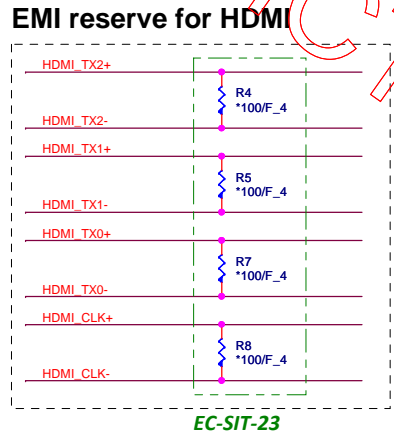 EMI reserve for HDMI
HDMI_TX2+
R4
*100/F_4
HDMI_TX2-
HDMI_TX1+
R5
*100/F_4
HDMI_TX1-
HDMI_TX0+
R7
*100/F_4
HDMI_TX0-
HDMI_CLK+
R8
*100/F_4
HDMI_CLK-
EC-SIT-23